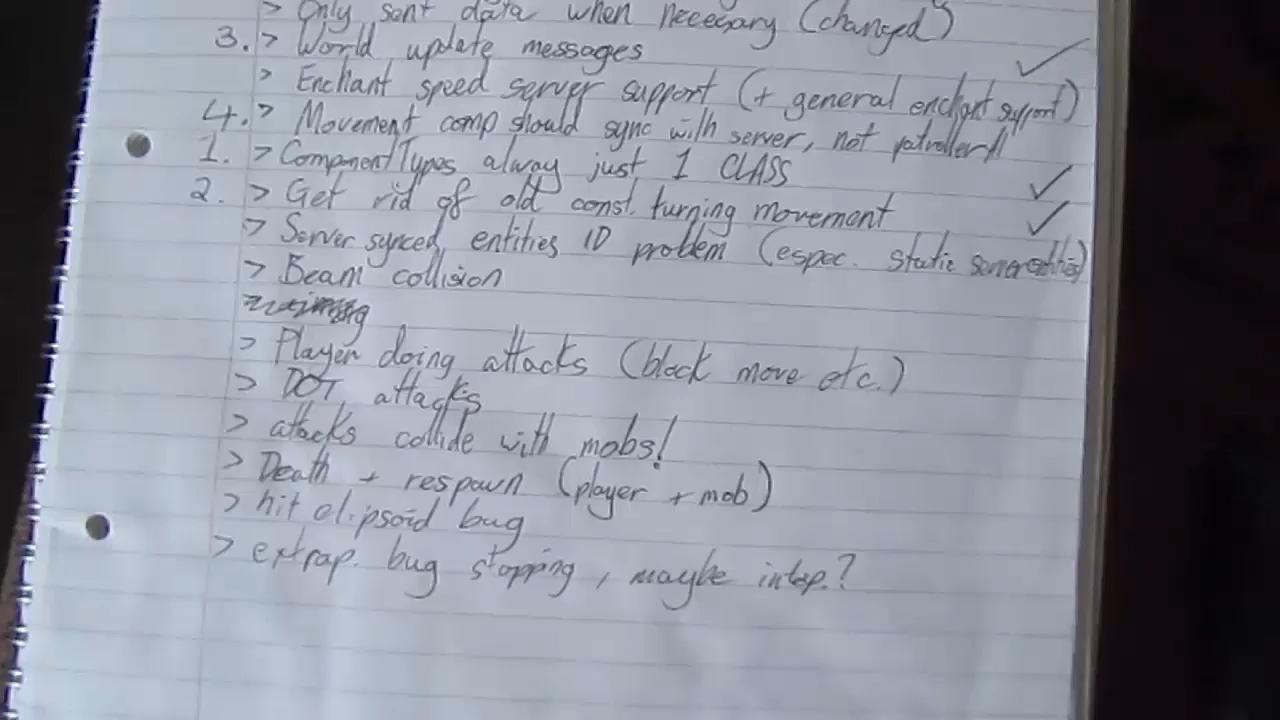 > Only sent data when necesary (changed)
3. > World update messages ✓
> Enchant speed server support (+ general enchant support)
4. > Movement comp should sync with server, not patroller!!
1. > ComponentTypes alway just 1 CLASS ✓
2. > Get rid of old const. turning movement ✓
> Server synced entities ID problem (espec. static server entities)
> Beam collision
> Player doing attacks (block move etc.)
> DOT attacks
> attacks collide with mobs!
> Death + respawn (player + mob)
> hit elipsoid bug
> extrap. bug stopping, maybe interp.?